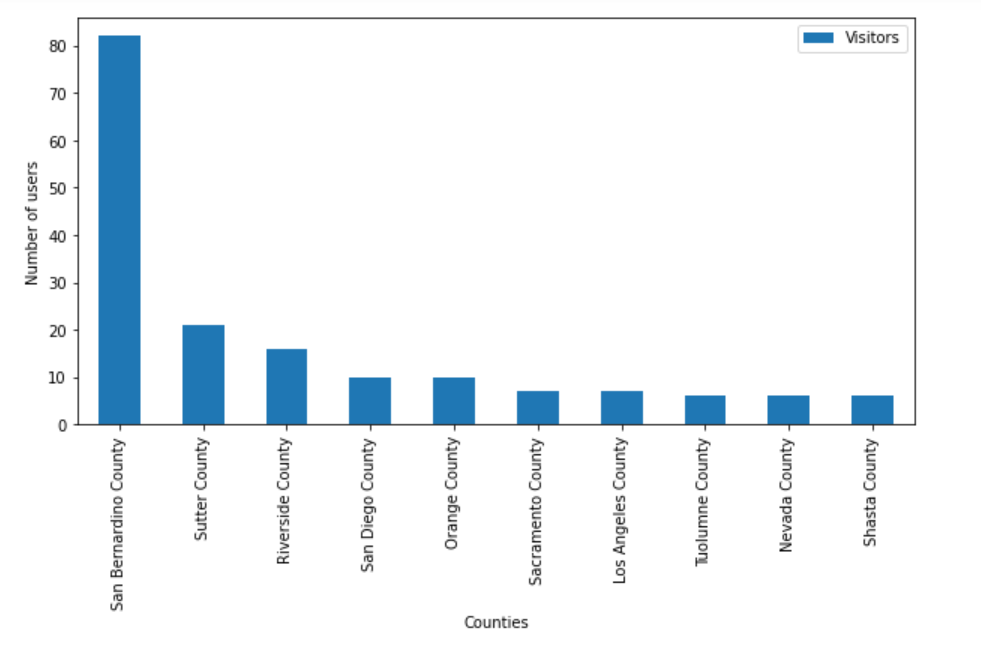 Visitors
Number of users
80
70
60
50
40
30
20
10
0
San Bernardino County
Sutter County
Riverside County
San Diego County
Orange County
Sacramento County
Los Angeles County
Tuolumne County
Nevada County
Shasta County
Counties